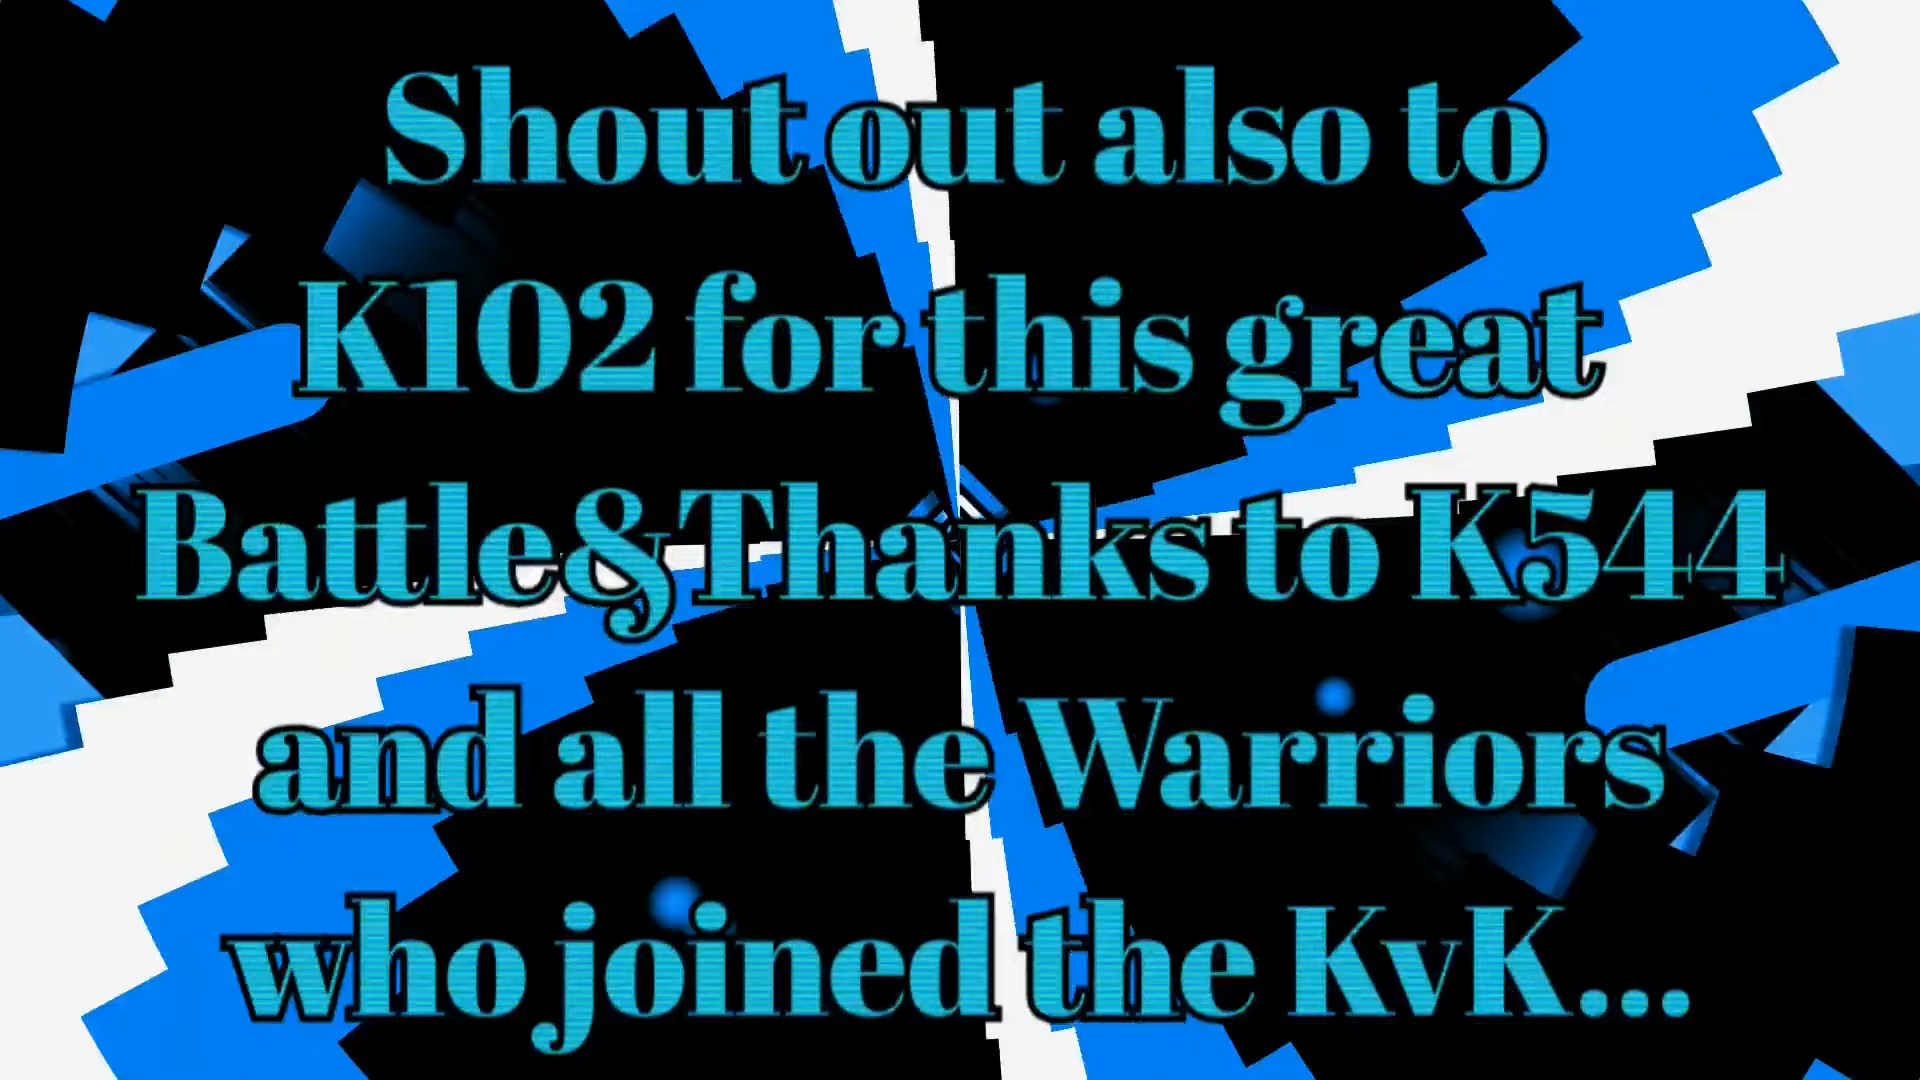 Shout out also to
K102 for this great
Battle&Thanks to K544
and all the Warriors
who joined the KvK...